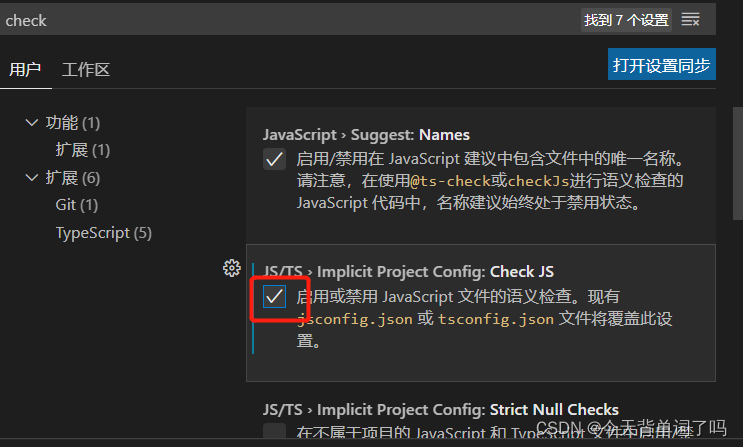 check
找到 7 个设置
用户
工作区
打开设置同步
功能 (1)
扩展 (1)
扩展 (6)
Git (1)
TypeScript (5)
JavaScript › Suggest: Names
启用/禁用在 JavaScript 建议中包含文件中的唯一名称。
请注意，在使用@ts-check或checkJs进行语义检查的
JavaScript 代码中，名称建议始终处于禁用状态。
JS/TS › Implicit Project Config: Check JS
启用或禁用 JavaScript 文件的语义检查。现有
jsconfig.json 或 tsconfig.json 文件将覆盖此设
置。
JS/TS › Implicit Project Config: Strict Null Checks
在不属于项目的 JavaScript 和 TypeScript 文件中启用/禁
CSDN @今天背单词了吗